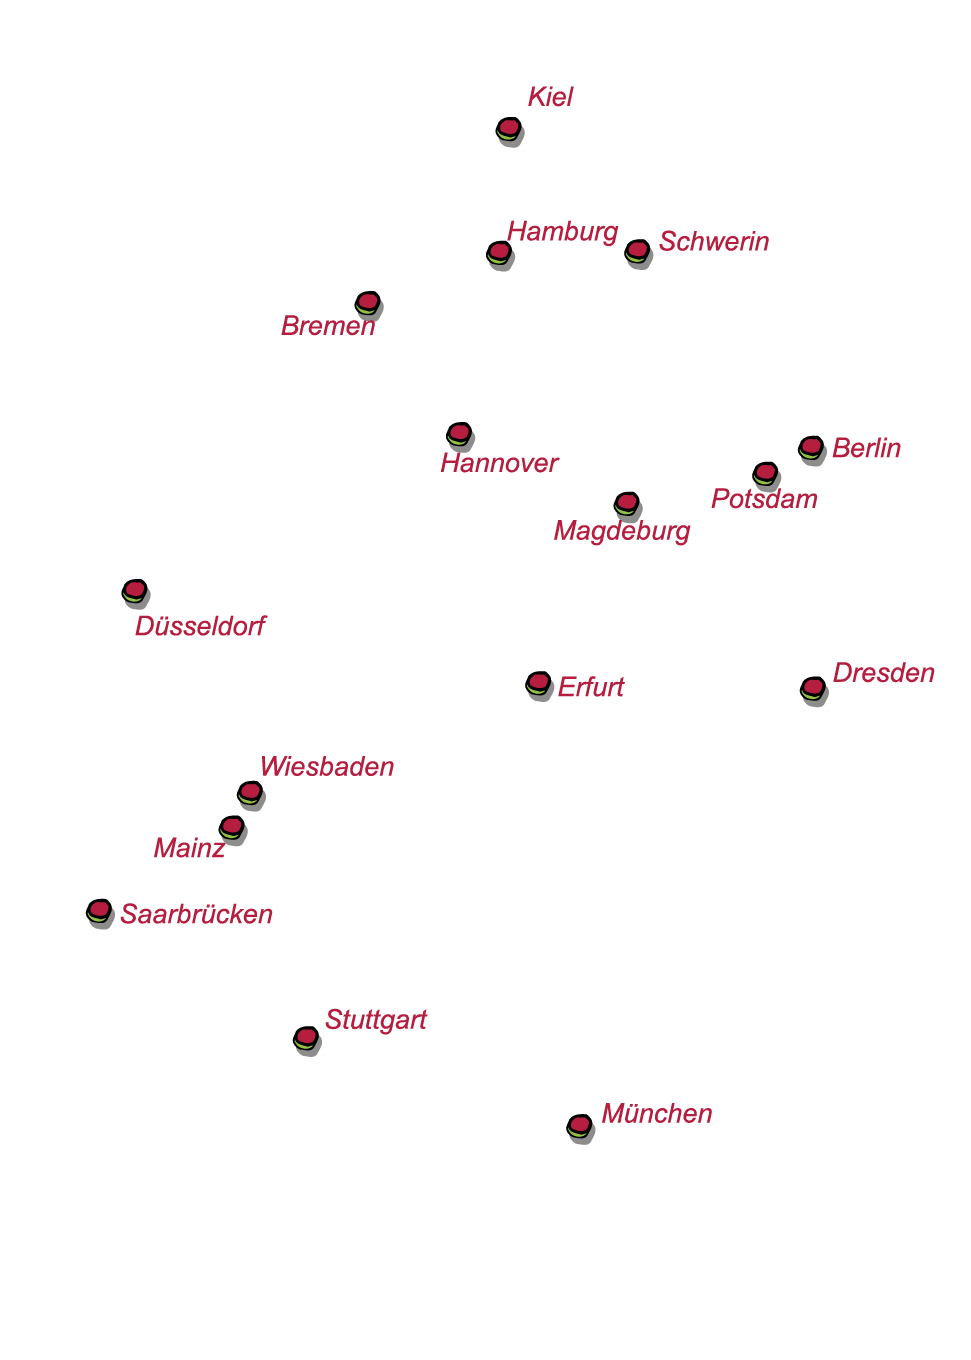 Kiel
Hamburg
Schwerin
Bremen
Berlin
Hannover
Potsdam
Magdeburg
Düsseldorf
Dresden
Erfurt
Wiesbaden
Mainz
Saarbrücken
Stuttgart
München